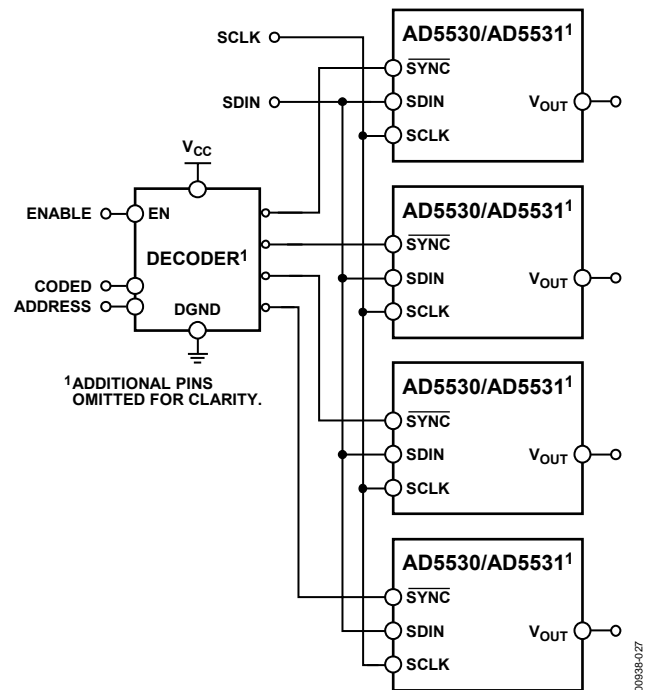 SCLK
SDIN
VCC
ENABLE
EN
DECODER1
CODED
ADDRESS
DGND
1ADDITIONAL PINS
OMITTED FOR CLARITY.
AD5530/AD55311
SYNC
SDIN
VOUT
SCLK
AD5530/AD55311
SYNC
SDIN
VOUT
SCLK
AD5530/AD55311
SYNC
SDIN
VOUT
SCLK
AD5530/AD55311
SYNC
SDIN
VOUT
SCLK
00938-027